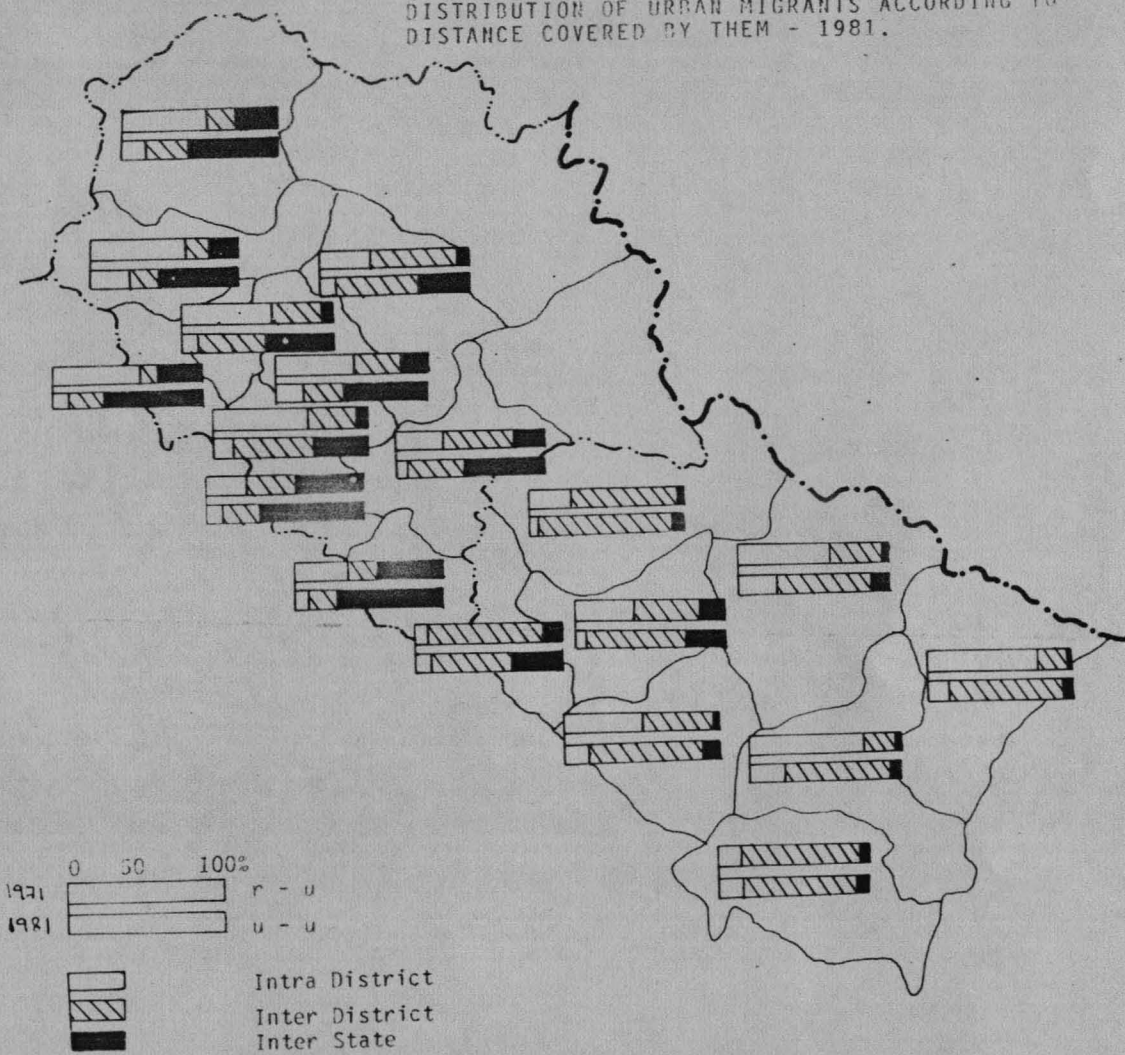 DISTRIBUTION OF URBAN MIGRANTS ACCORDING TO
DISTANCE COVERED BY THEM - 1981.
0 50 100%
1971 r - u
1981 u - u
Intra District
Inter District
Inter State